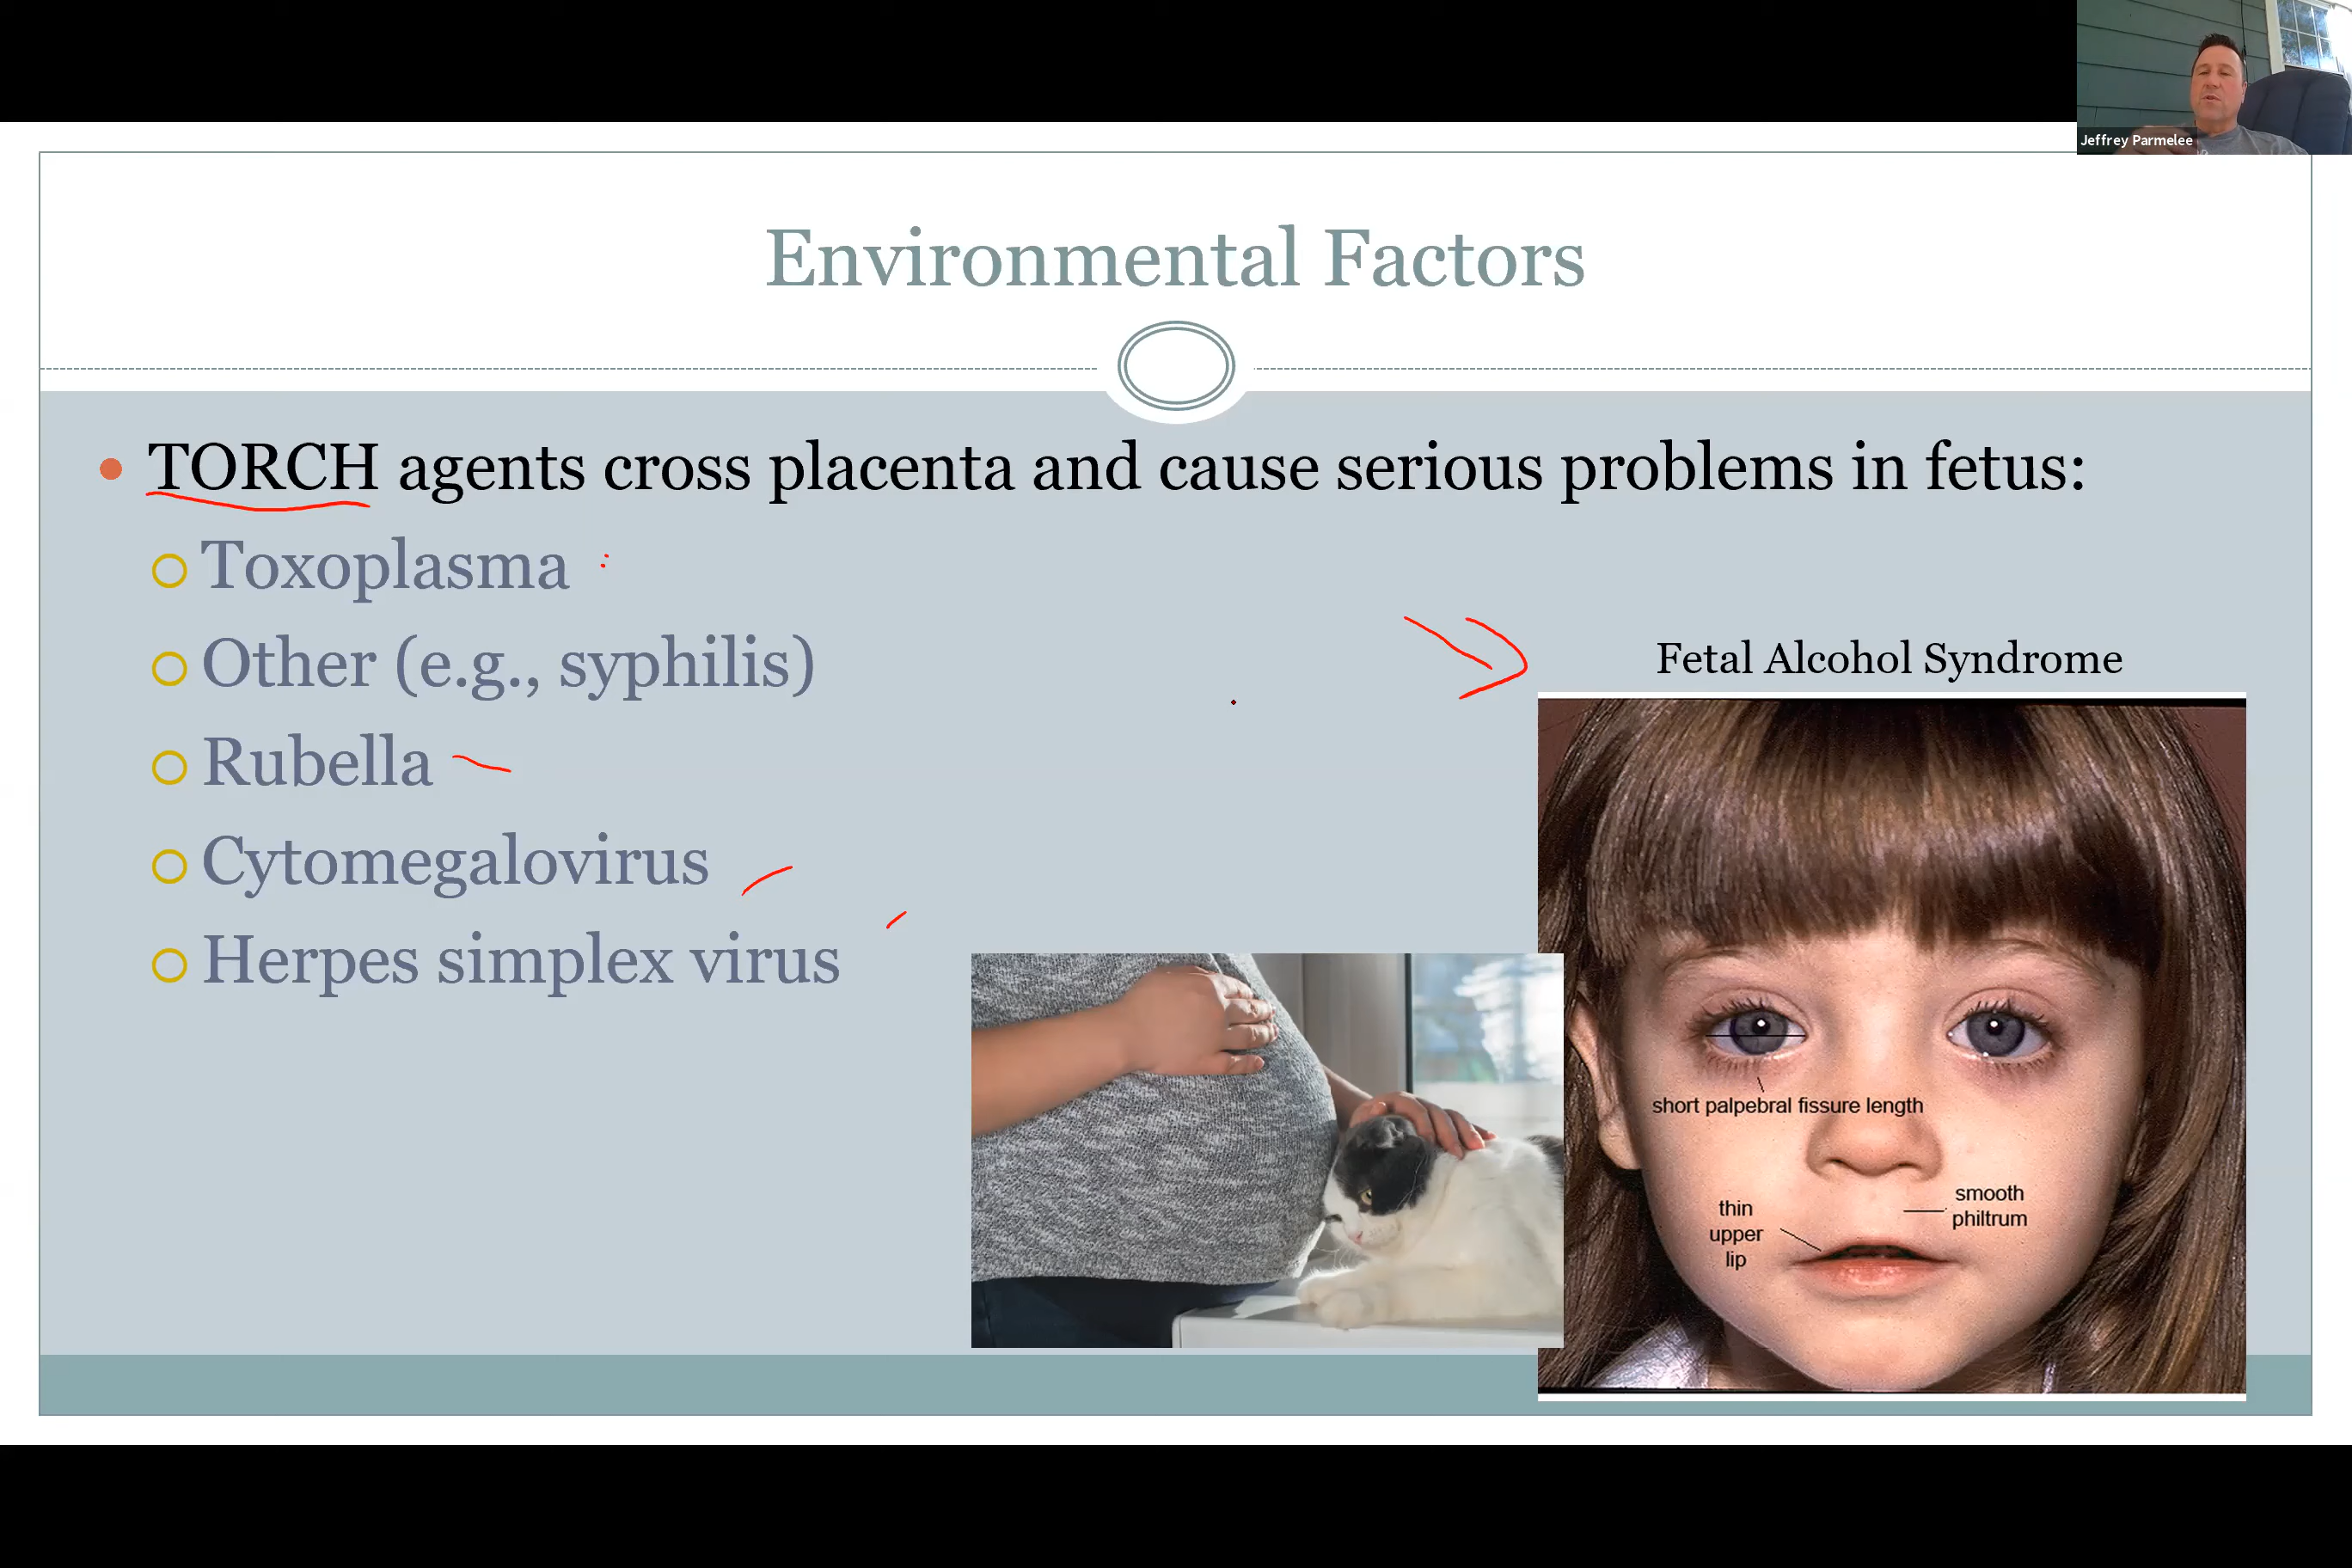 Jeffrey Parmelee
Environmental Factors
TORCH agents cross placenta and cause serious problems in fetus:
Toxoplasma
Other (e.g., syphilis)
Rubella
Cytomegalovirus
Herpes simplex virus
Fetal Alcohol Syndrome
short palpebral fissure length
smooth
philtrum
thin
upper
lip